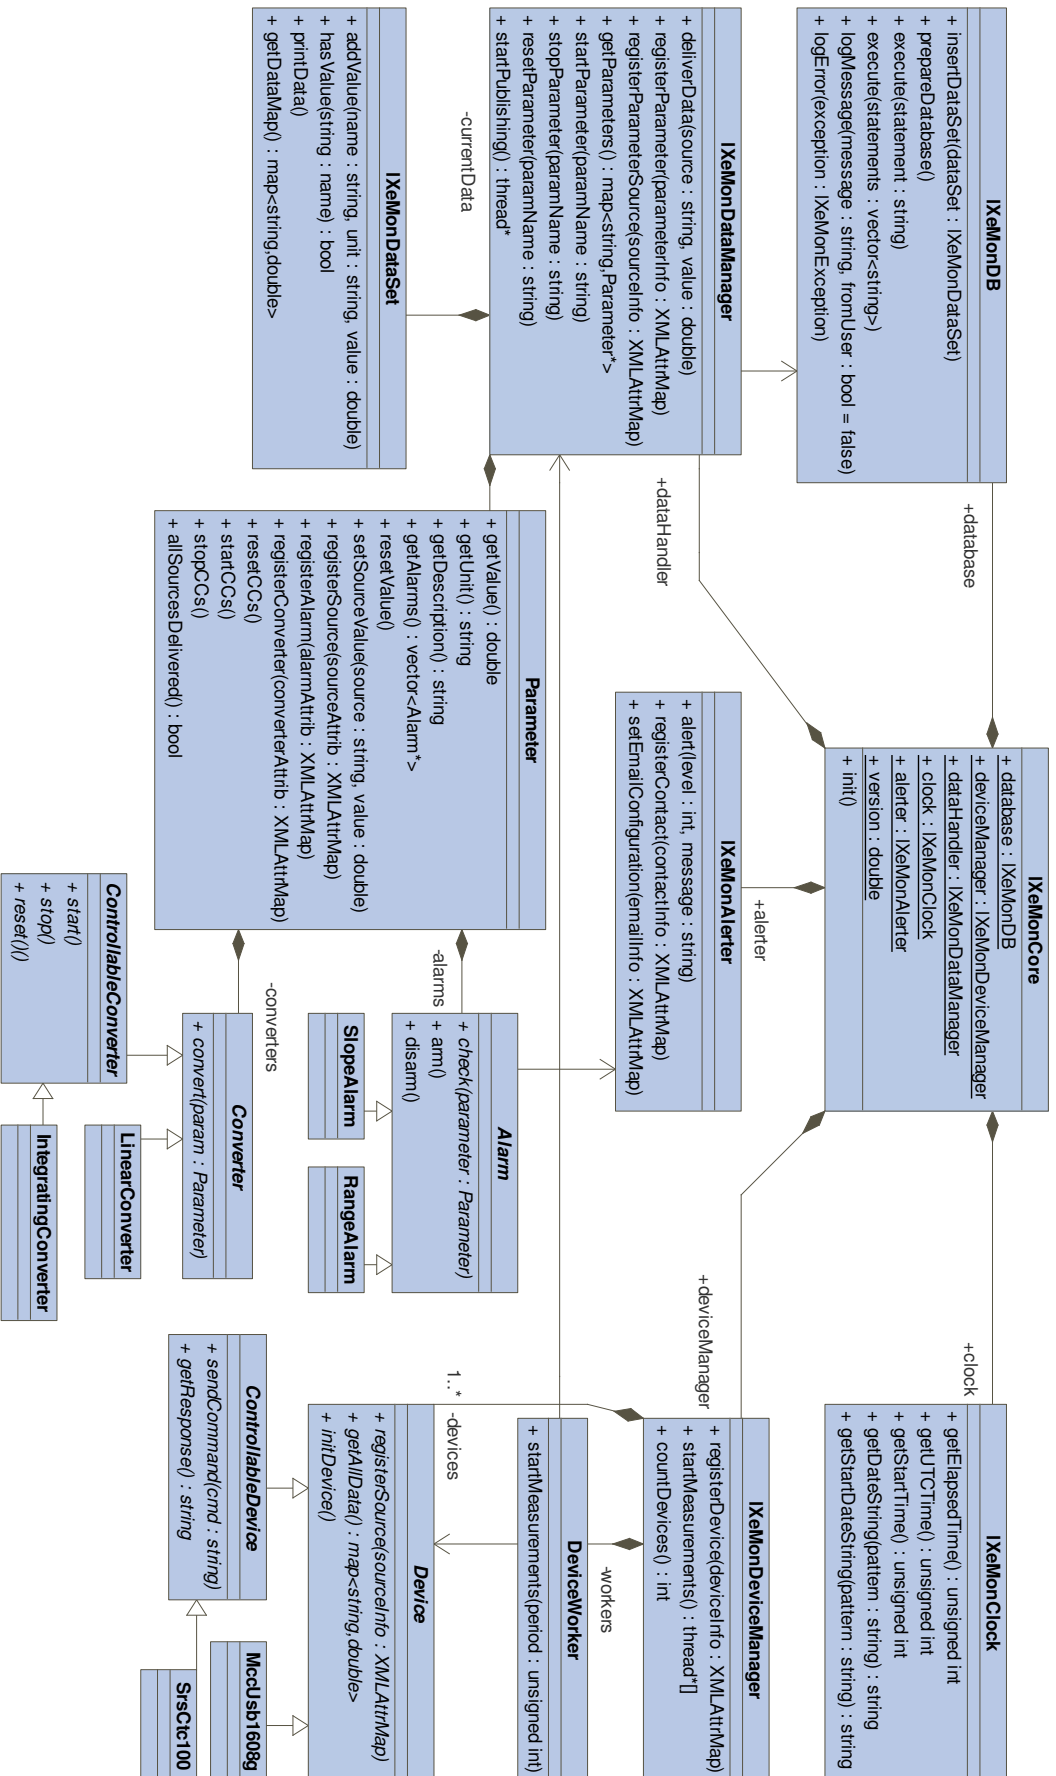 IXeMonDB
+ insertDataSet(dataSet : IXeMonDataSet)
+ prepareDatabase()
+ execute(statement : string)
+ execute(statements : vector<string>)
+ logMessage(message : string, fromUser : bool = false)
+ logError(exception : IXeMonException)
+database
IXeMonCore
+ database : IXeMonDB
+ deviceManager : IXeMonDeviceManager
+ dataHandler : IXeMonDataManager
+ clock : IXeMonClock
+ alerter : IXeMonAlerter
+ version : double
+ init()
+clock
IXeMonClock
+ getElapsedTime() : unsigned int
+ getUTCTime() : unsigned int
+ getStartTime() : unsigned int
+ getDateString(pattern : string) : string
+ getStartDateString(pattern : string) : string
IXeMonDataManager
+ deliverData(source : string, value : double)
+ registerParameter(parameterInfo : XMLAttrMap)
+ registerParameterSource(sourceInfo : XMLAttrMap)
+ getParameters() : map<string,Parameter*>
+ startParameter(paramName : string)
+ stopParameter(paramName : string)
+ resetParameter(paramName : string)
+ startPublishing() : thread*
+dataHandler
+alerter
IXeMonAlerter
+ alert(level : int, message : string)
+ registerContact(contactInfo : XMLAttrMap)
+ setEmailConfiguration(emailInfo : XMLAttrMap)
+deviceManager
IXeMonDeviceManager
+ registerDevice(deviceInfo : XMLAttrMap)
+ startMeasurements() : thread*[]
+ countDevices() : int
-workers
DeviceWorker
+ startMeasurements(period : unsigned int)
1..*
-devices
Device
+ registerSource(sourceInfo : XMLAttrMap)
+ getAllData() : map<string,double>
+ initDevice()
ControllableDevice
+ sendCommand(cmd : string)
+ getResponse() : string
MccUsb1608g
SrsCtc100
-currentData
IXeMonDataSet
+ addValue(name : string, unit : string, value : double)
+ hasValue(string : name) : bool
+ printData()
+ getDataMap() : map<string,double>
Parameter
+ getValue() : double
+ getUnit() : string
+ getDescription() : string
+ getAlarms() : vector<Alarm*>
+ resetValue()
+ setSourceValue(source : string, value : double)
+ registerSource(sourceAttrib : XMLAttrMap)
+ registerAlarm(alarmAttrib : XMLAttrMap)
+ registerConverter(converterAttrib : XMLAttrMap)
+ resetCCs()
+ startCCs()
+ stopCCs()
+ allSourcesDelivered() : bool
-alarms
Alarm
+ check(parameter : Parameter)
+ arm()
+ disarm()
SlopeAlarm
RangeAlarm
-converters
Converter
+ convert(param : Parameter)
LinearConverter
ControllableConverter
+ start()
+ stop()
+ reset()()
IntegratingConverter